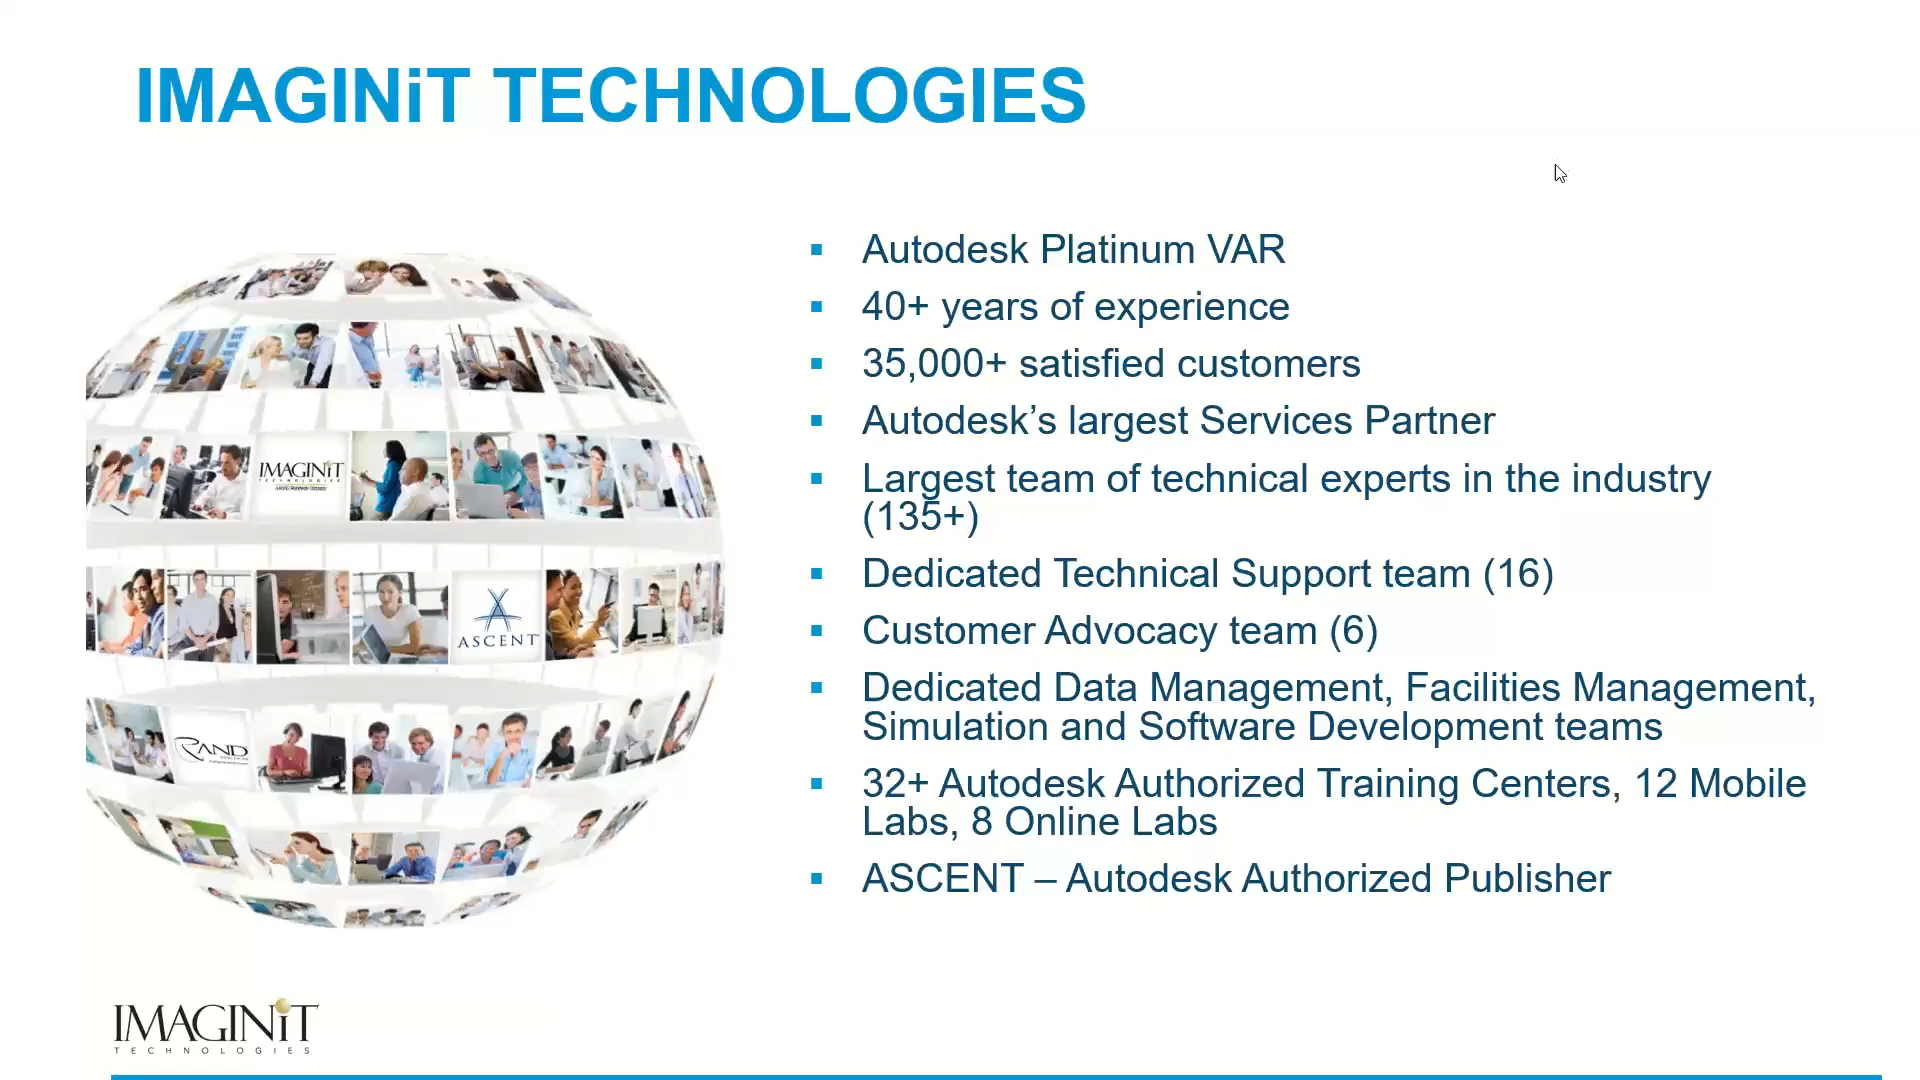 IMAGINiT TECHNOLOGIES
▪ Autodesk Platinum VAR
▪ 40+ years of experience
▪ 35,000+ satisfied customers
▪ Autodesk’s largest Services Partner
▪ Largest team of technical experts in the industry
(135+)
▪ Dedicated Technical Support team (16)
▪ Customer Advocacy team (6)
▪ Dedicated Data Management, Facilities Management,
Simulation and Software Development teams
▪ 32+ Autodesk Authorized Training Centers, 12 Mobile
Labs, 8 Online Labs
▪ ASCENT – Autodesk Authorized Publisher
IMAGINiT
TECHNOLOGIES
ASCENT
RAND
IMAGINiT
TECHNOLOGIES